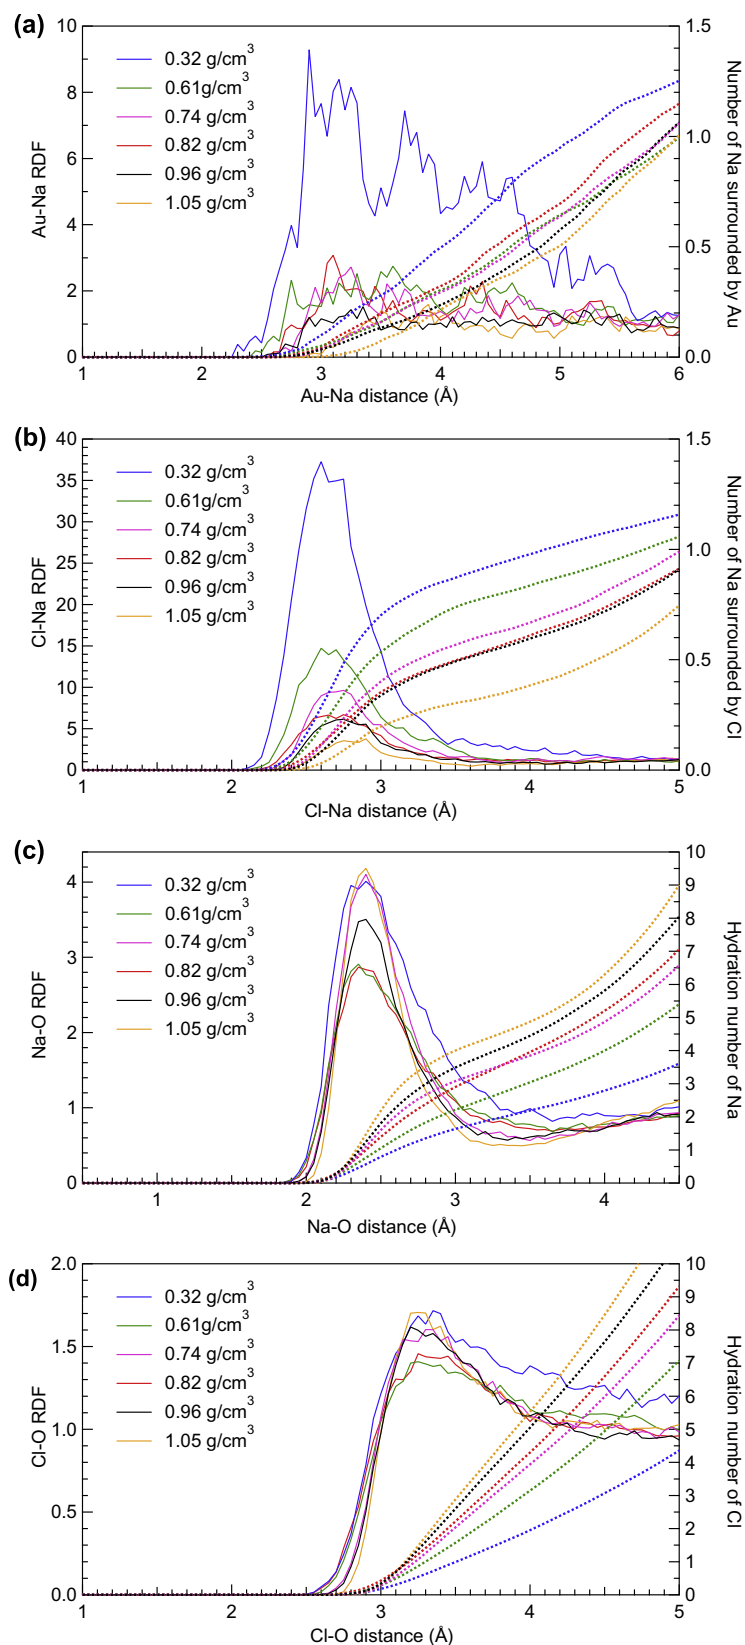 (a)
10
8
6
4
2
0
Au-Na RDF
0.32 g/cm³
0.61g/cm³
0.74 g/cm³
0.82 g/cm³
0.96 g/cm³
1.05 g/cm³
1.5
1.0
0.5
0.0
Number of Na surrounded by Au
1 2 3 4 5 6
Au-Na distance (Å)
(b)
40
35
30
25
20
15
10
5
0
Cl-Na RDF
0.32 g/cm³
0.61g/cm³
0.74 g/cm³
0.82 g/cm³
0.96 g/cm³
1.05 g/cm³
1.5
1.0
0.5
0.0
Number of Na surrounded by Cl
1 2 3 4 5
Cl-Na distance (Å)
(c)
4
3
2
1
0
Na-O RDF
0.32 g/cm³
0.61g/cm³
0.74 g/cm³
0.82 g/cm³
0.96 g/cm³
1.05 g/cm³
10
9
8
7
6
5
4
3
2
1
0
Hydration number of Na
1 2 3 4
Na-O distance (Å)
(d)
2.0
1.5
1.0
0.5
0.0
Cl-O RDF
0.32 g/cm³
0.61g/cm³
0.74 g/cm³
0.82 g/cm³
0.96 g/cm³
1.05 g/cm³
10
9
8
7
6
5
4
3
2
1
0
Hydration number of Cl
1 2 3 4 5
Cl-O distance (Å)